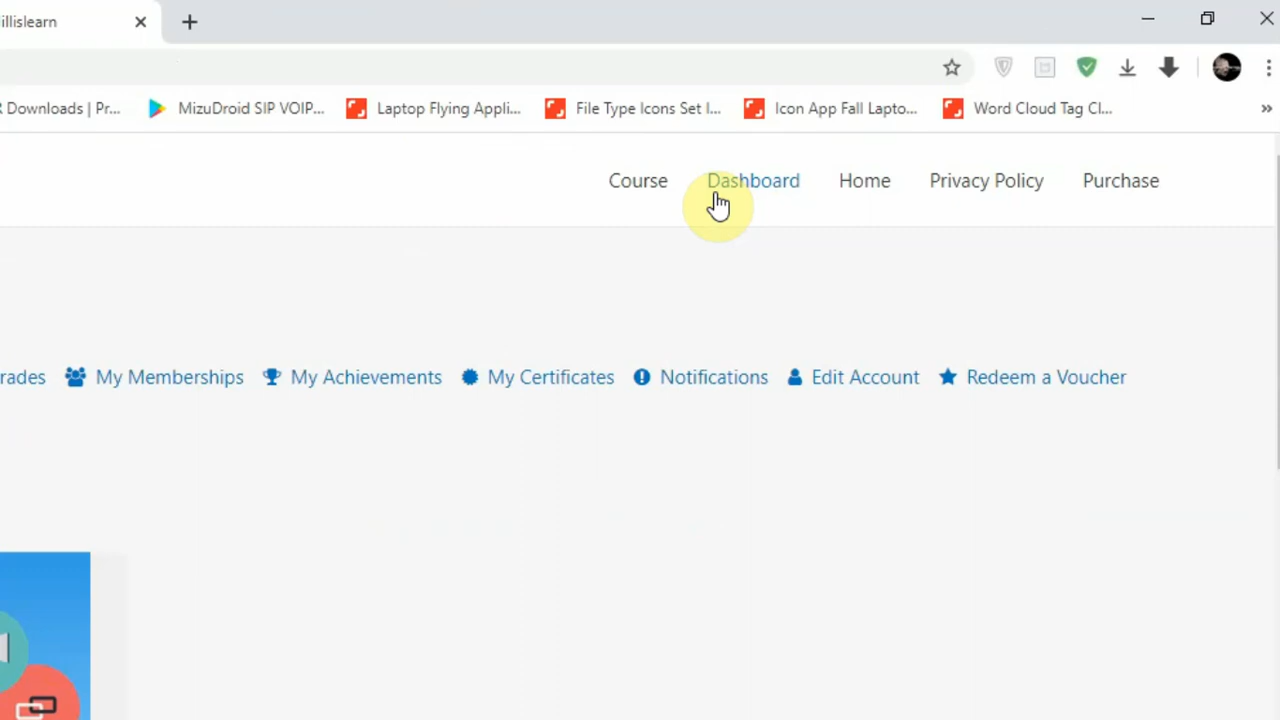 illislearn
Downloads | Pr... MizuDroid SIP VOIP... Laptop Flying Appli... File Type Icons Set I... Icon App Fall Lapto... Word Cloud Tag Cl...
Course Dashboard Home Privacy Policy Purchase
rades My Memberships My Achievements My Certificates Notifications Edit Account Redeem a Voucher